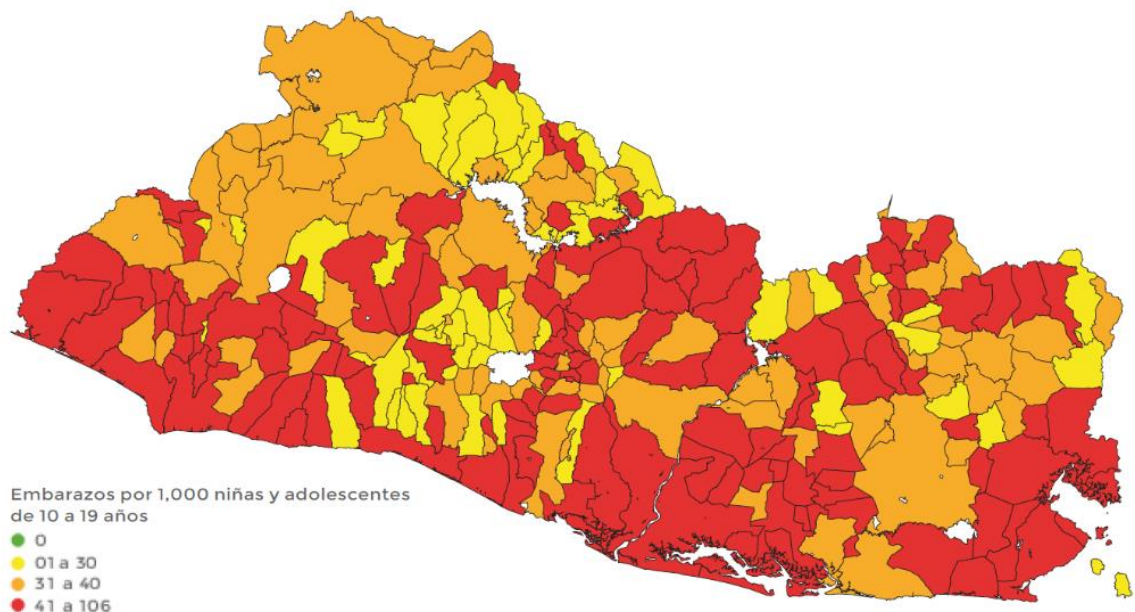 Embarazos por 1,000 niñas y adolescentes
de 10 a 19 años
0
01 a 30
31 a 40
41 a 106